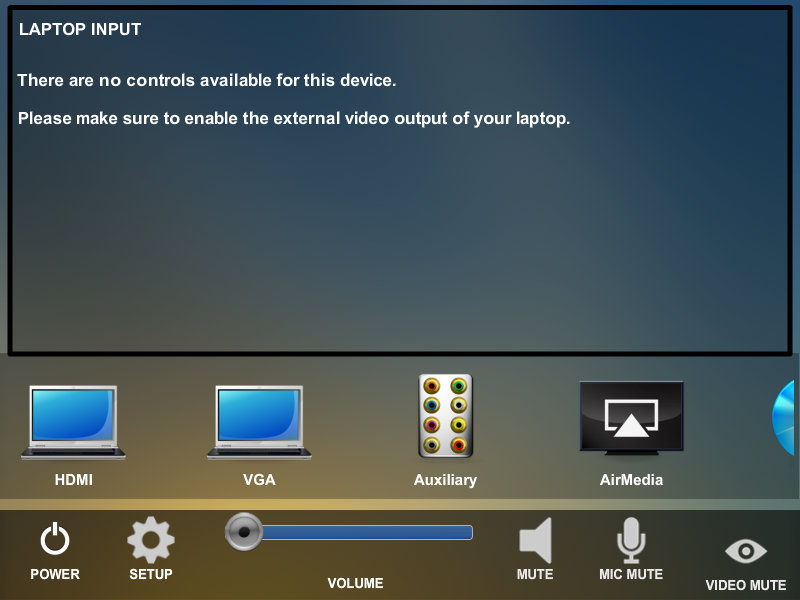 LAPTOP INPUT
There are no controls available for this device.
Please make sure to enable the external video output of your laptop.
HDMI
VGA
Auxiliary
AirMedia
POWER
SETUP
VOLUME
MUTE
MIC MUTE
VIDEO MUTE